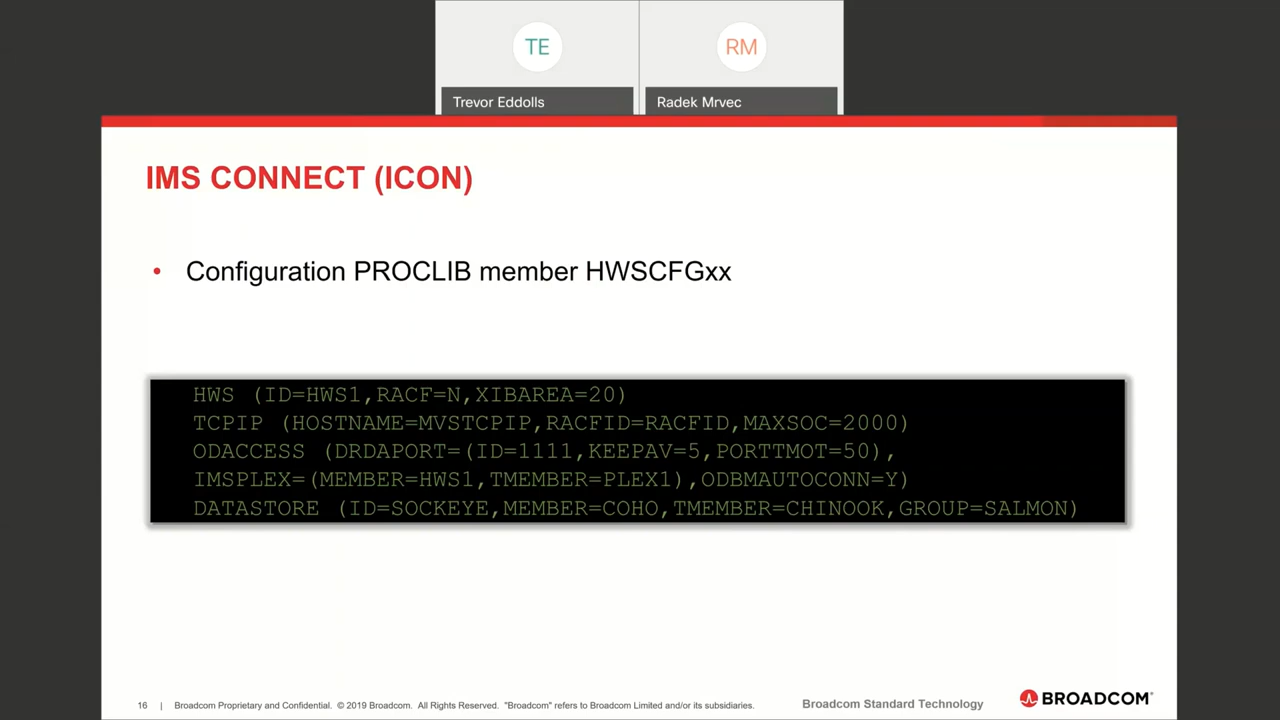 TE
RM
Trevor Eddolls
Radek Mrvec
IMS CONNECT (ICON)
• Configuration PROCLIB member HWSCFGxx
HWS (ID=HWS1,RACF=N,XIBAREA=20)
TCPIP (HOSTNAME=MVSTCPIP,RACFID=RACFID,MAXSOC=2000)
ODACCESS (DRDAPORT=(ID=1111,KEEPAV=5,PORTTMOT=50),
IMSPLEX=(MEMBER=HWS1,TMEMBER=PLEX1),ODBMAUTOCONN=Y)
DATASTORE (ID=SOCKEYE,MEMBER=COHO,TMEMBER=CHINOOK,GROUP=SALMON)
16 | Broadcom Proprietary and Confidential. © 2019 Broadcom. All Rights Reserved. "Broadcom" refers to Broadcom Limited and/or its subsidiaries.
Broadcom Standard Technology
BROADCOM®